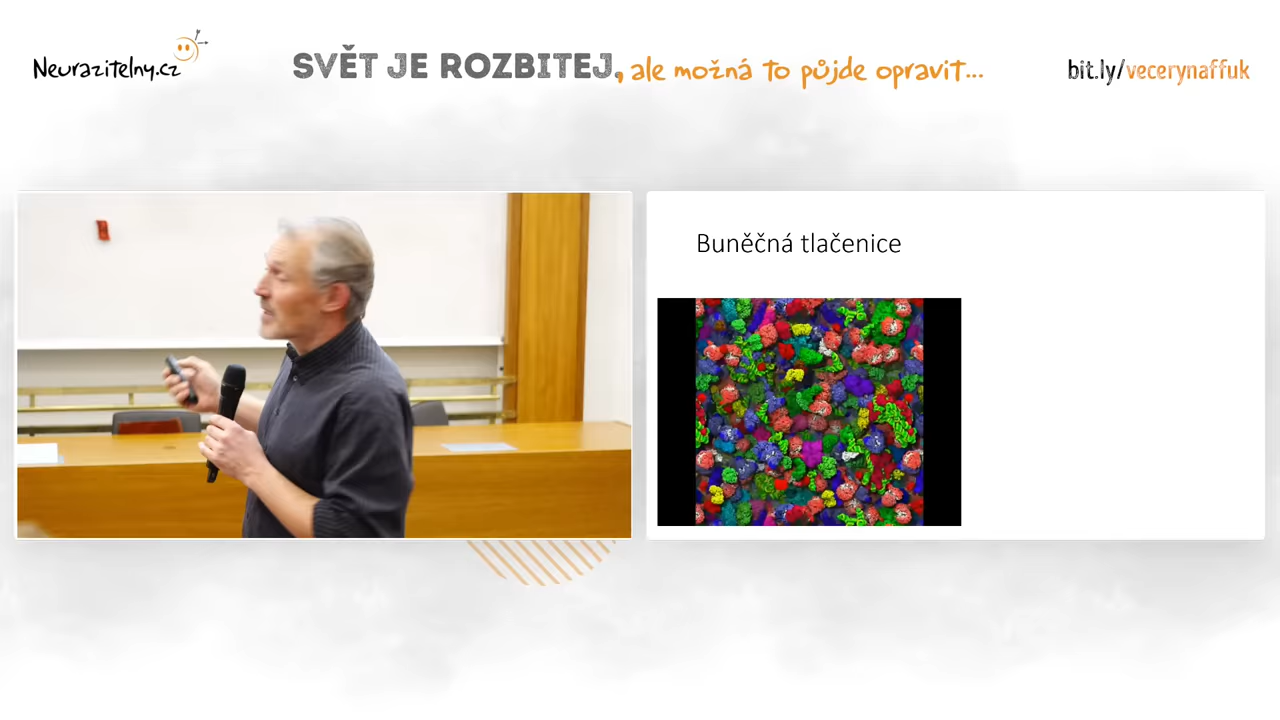 Neurazitelny.cz
SVĚT JE ROZBITEJ, ale možná to půjde opravit...
bit.ly/vecerynaffuk
Buněčná tlačenice